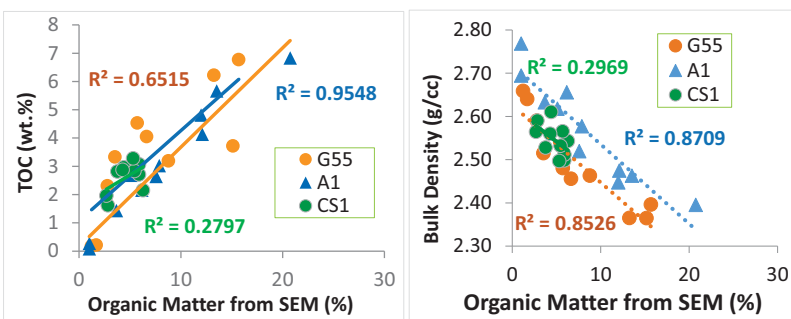 8
7
6
5
4
3
2
1
0
TOC (wt.%)
R² = 0.6515
R² = 0.9548
R² = 0.2797
G55
A1
CS1
0 10 20 30
Organic Matter from SEM (%)
2.80
2.70
2.60
2.50
2.40
2.30
Bulk Density (g/cc)
G55
A1
CS1
R² = 0.2969
R² = 0.8709
R² = 0.8526
0 10 20 30
Organic Matter from SEM (%)